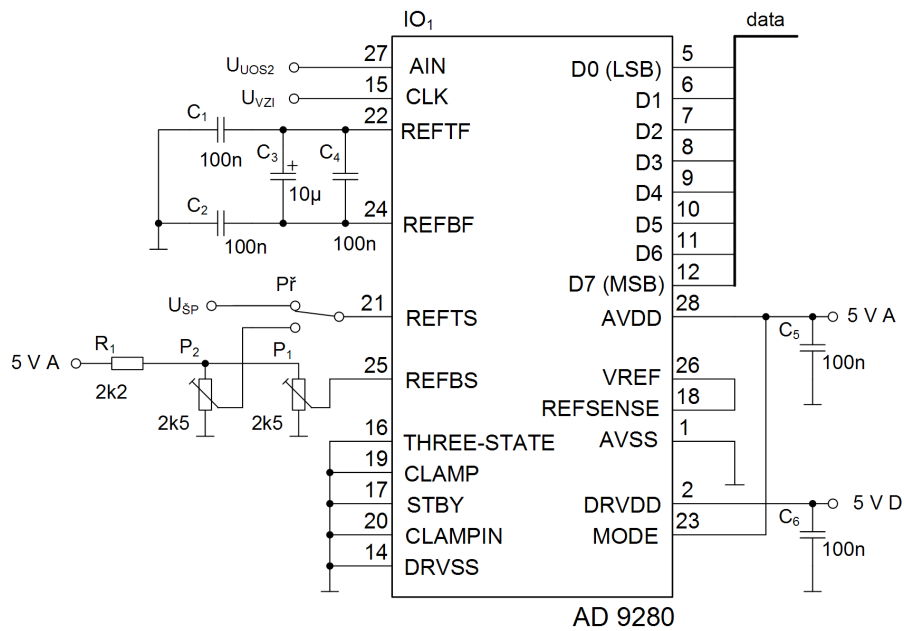 IO₁
data
U_UOS2
27
AIN
D0 (LSB)
5
U_VZI
15
CLK
D1
6
C₁
100n
22
REFTF
D2
7
C₃
+
10µ
C₄
100n
D3
8
D4
9
C₂
100n
24
REFBF
D5
10
D6
11
D7 (MSB)
12
Př
U_ŠP
21
REFTS
AVDD
28
5 V A
C₅
100n
5 V A
R₁
2k2
P₂
2k5
P₁
2k5
25
REFBS
VREF
26
REFSENSE
18
16
THREE-STATE
AVSS
1
19
CLAMP
17
STBY
DRVDD
2
5 V D
20
CLAMPIN
MODE
23
C₆
100n
14
DRVSS
AD 9280